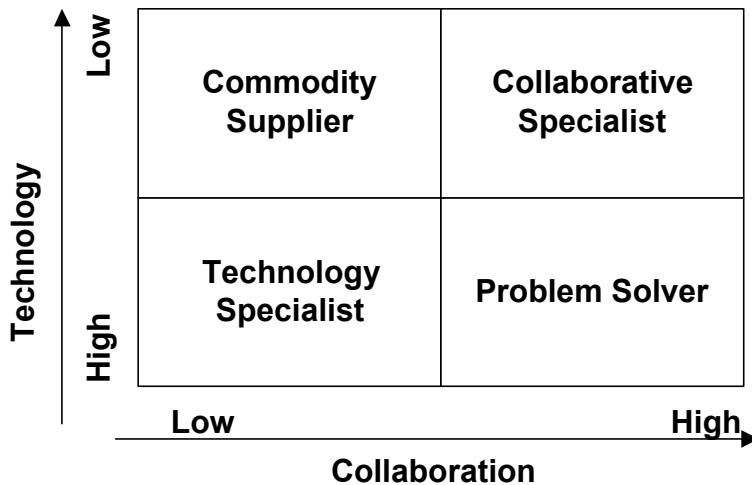 Technology
Low
High
Commodity
Supplier
Collaborative
Specialist
Technology
Specialist
Problem Solver
Low
High
Collaboration